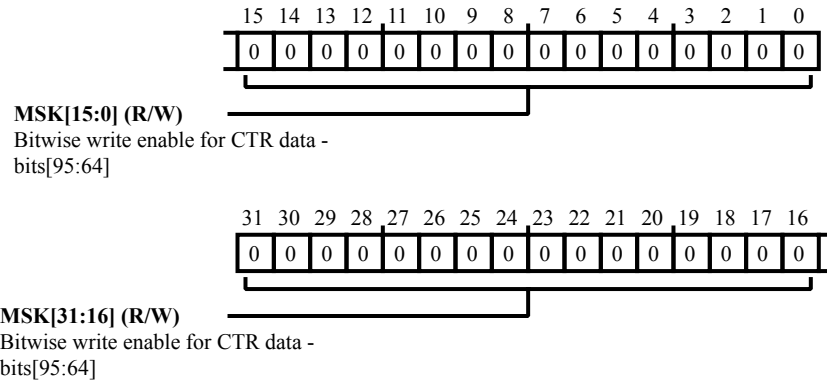 15 14 13 12 11 10 9 8 7 6 5 4 3 2 1 0
0 0 0 0 0 0 0 0 0 0 0 0 0 0 0 0
MSK[15:0] (R/W)
Bitwise write enable for CTR data -
bits[95:64]
31 30 29 28 27 26 25 24 23 22 21 20 19 18 17 16
0 0 0 0 0 0 0 0 0 0 0 0 0 0 0 0
MSK[31:16] (R/W)
Bitwise write enable for CTR data -
bits[95:64]